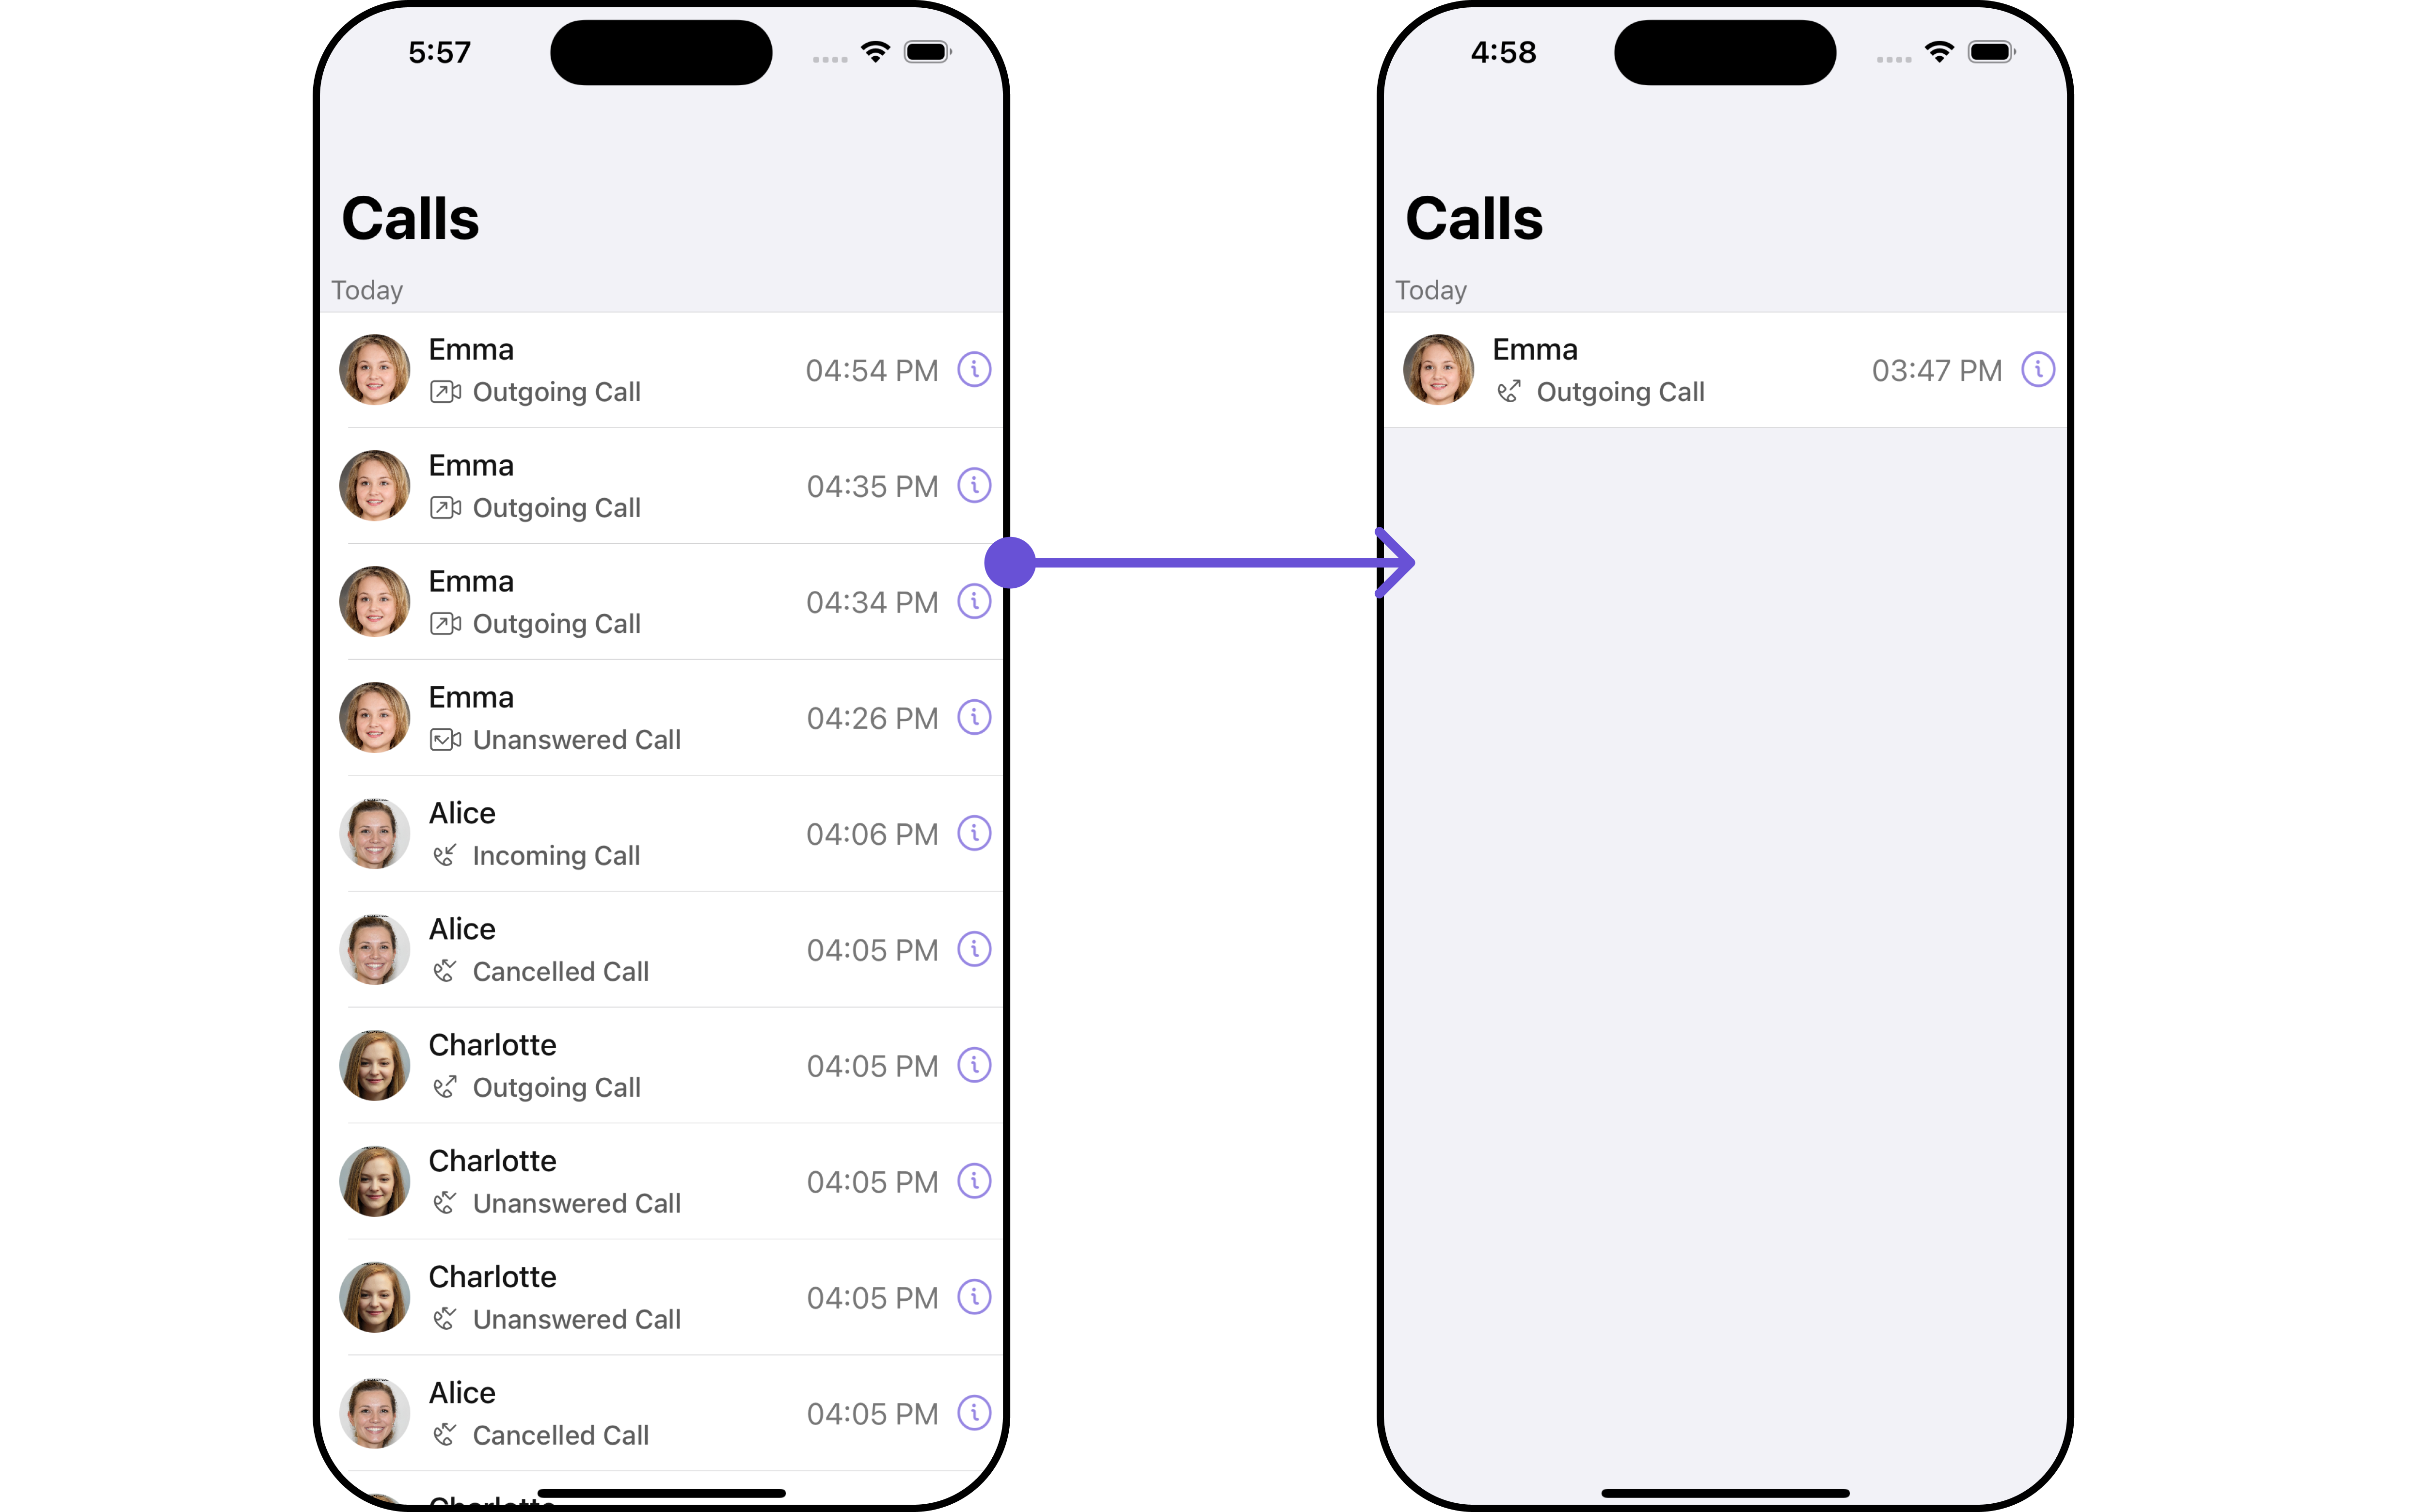 5:57
Calls
Today
Emma
Outgoing Call
04:54 PM
Emma
Outgoing Call
04:35 PM
Emma
Outgoing Call
04:34 PM
Emma
Unanswered Call
04:26 PM
Alice
Incoming Call
04:06 PM
Alice
Cancelled Call
04:05 PM
Charlotte
Outgoing Call
04:05 PM
Charlotte
Unanswered Call
04:05 PM
Charlotte
Unanswered Call
04:05 PM
Alice
Cancelled Call
04:05 PM
Charlotte
4:58
Calls
Today
Emma
Outgoing Call
03:47 PM